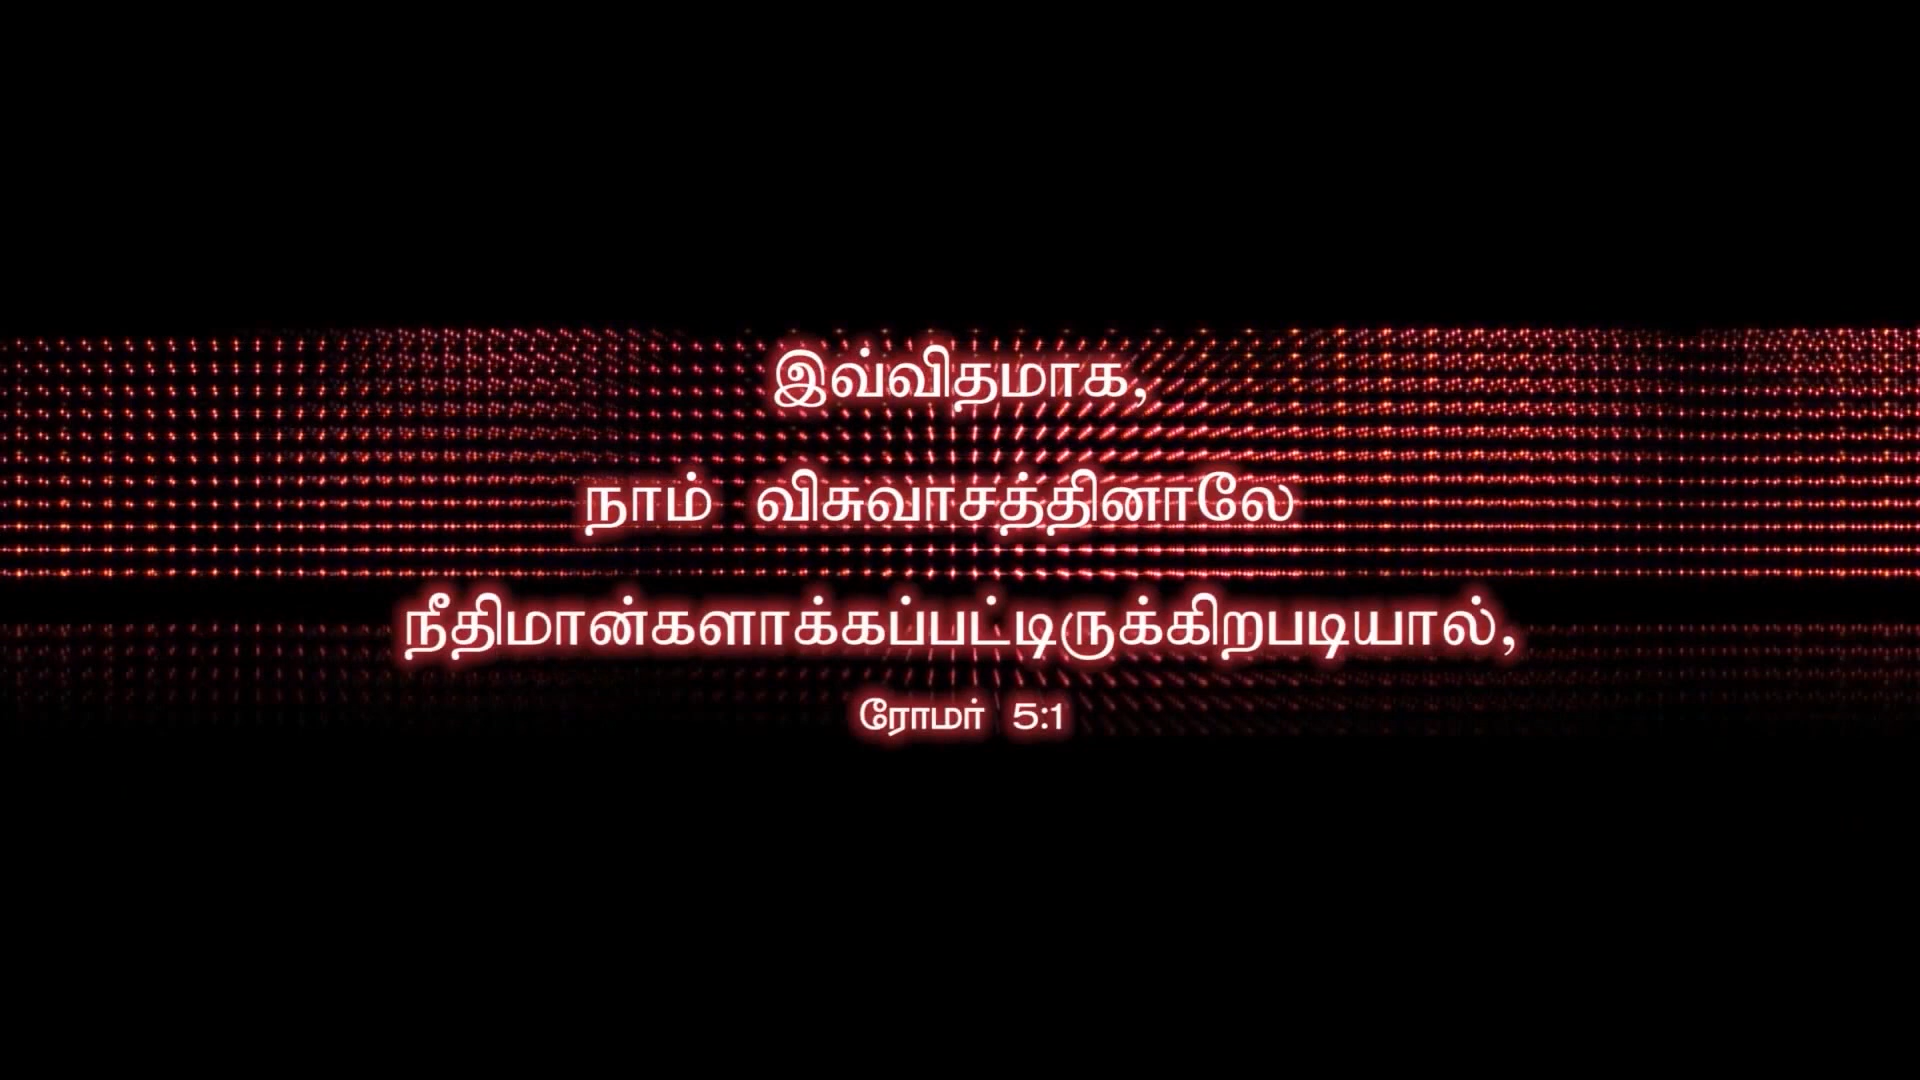 இவ்விதமாக,
நாம் விசுவாசத்தினாலே
நீதிமான்களாக்கப்பட்டிருக்கிறபடியால்,
ரோமர் 5:1